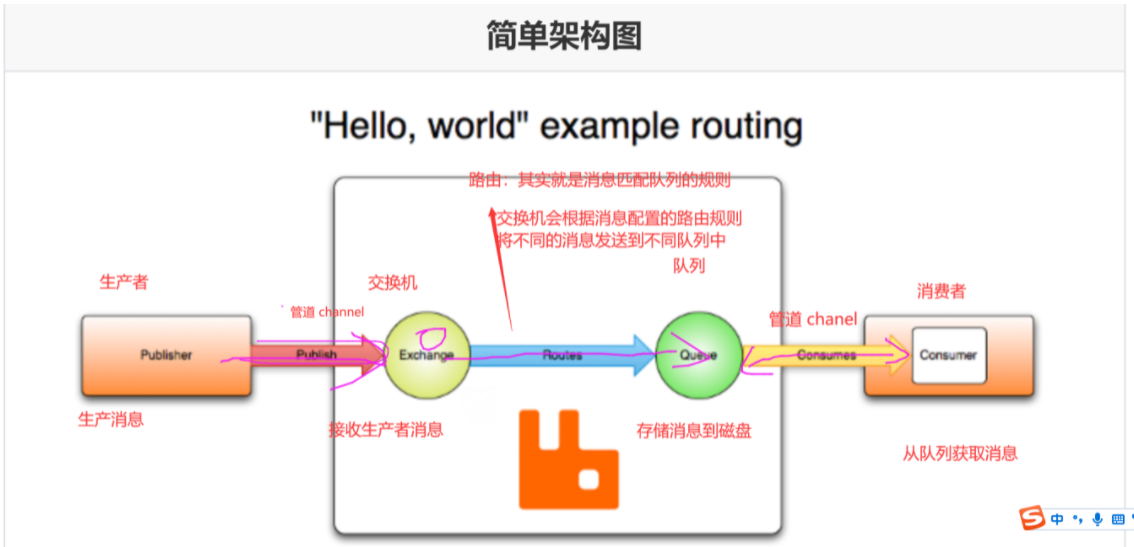 简单架构图
"Hello, world" example routing
路由：其实就是消息匹配队列的规则
交换机会根据消息配置的路由规则
将不同的消息发送到不同队列中
队列
生产者
交换机
消费者
管道 channel
管道 chanel
Publisher
Publish
Exchange
Routes
Queue
Consumes
Consumer
生产消息
接收生产者消息
存储消息到磁盘
从队列获取消息
中